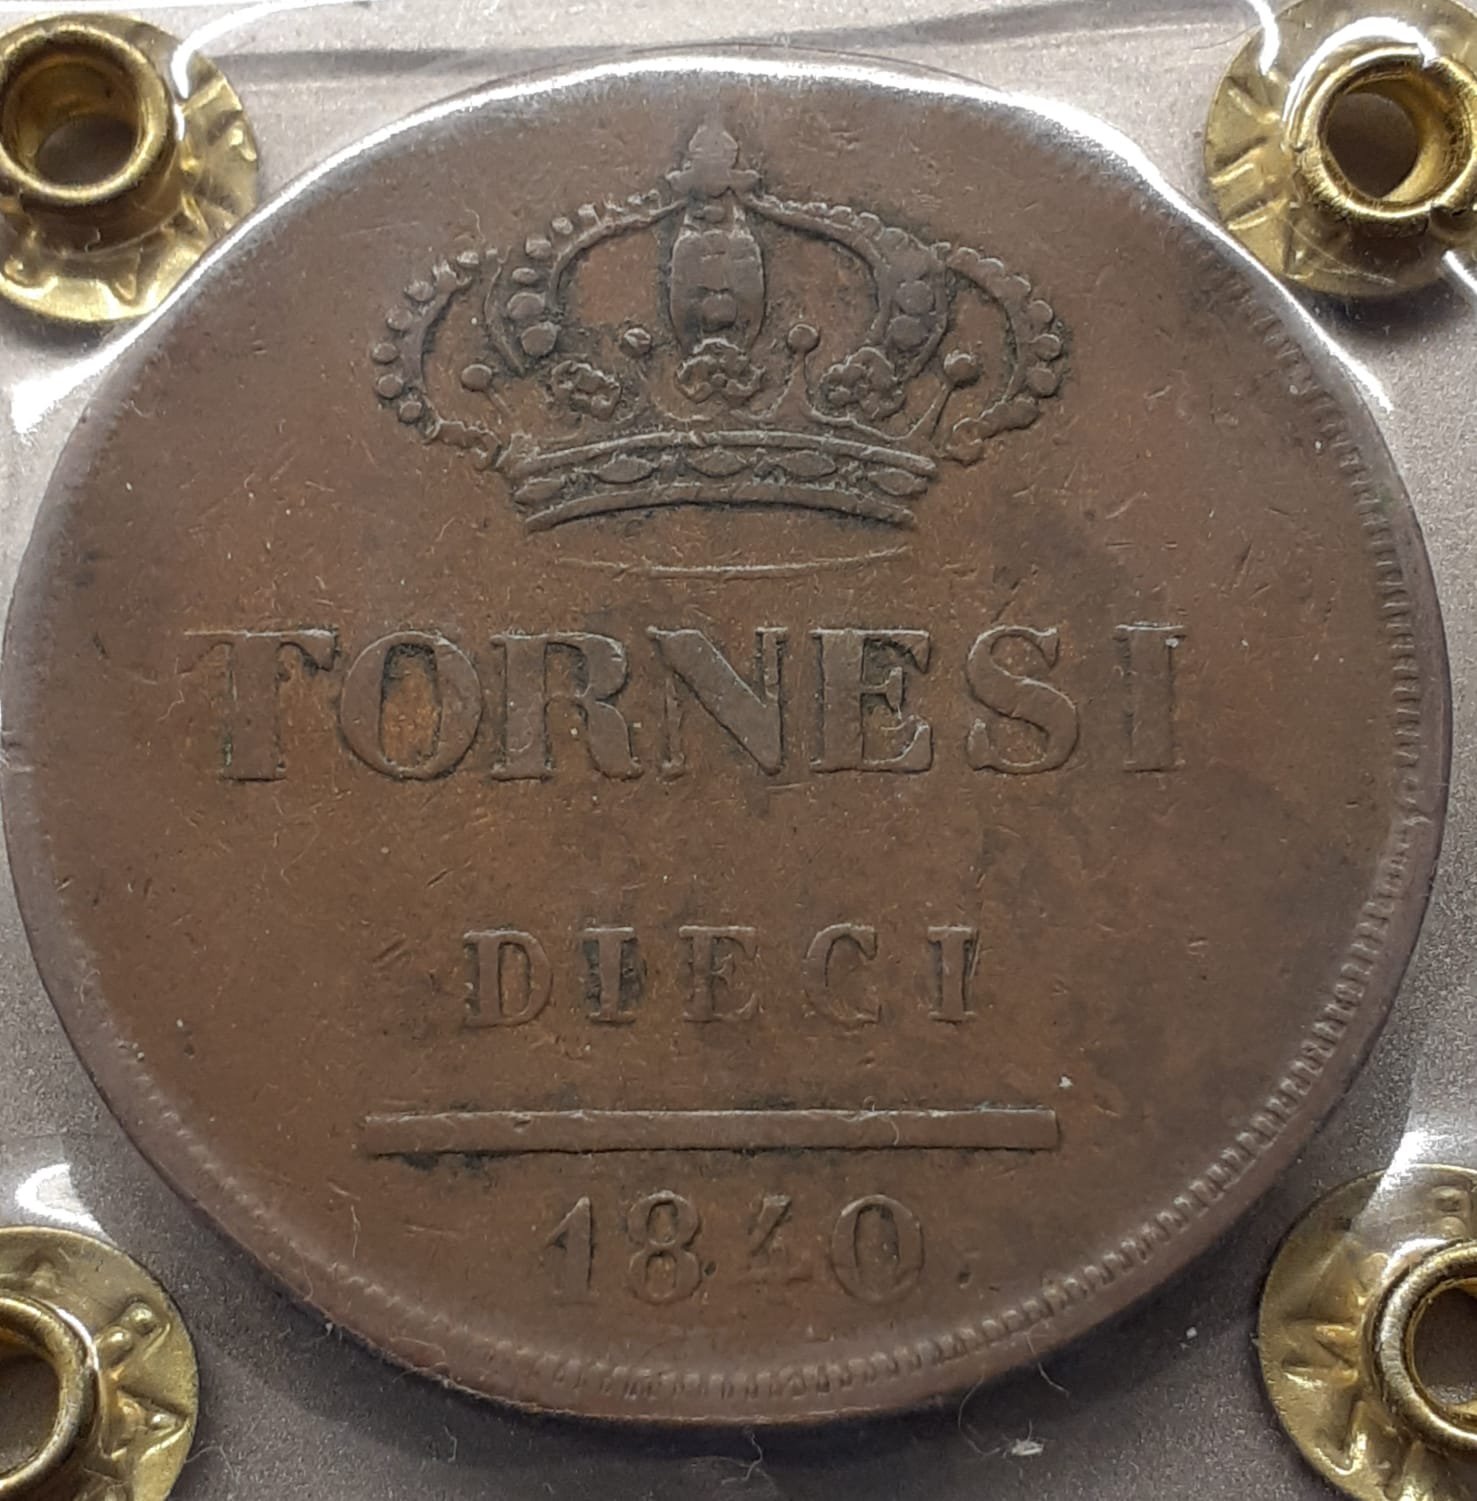 TORNESI
DIECI
1840.